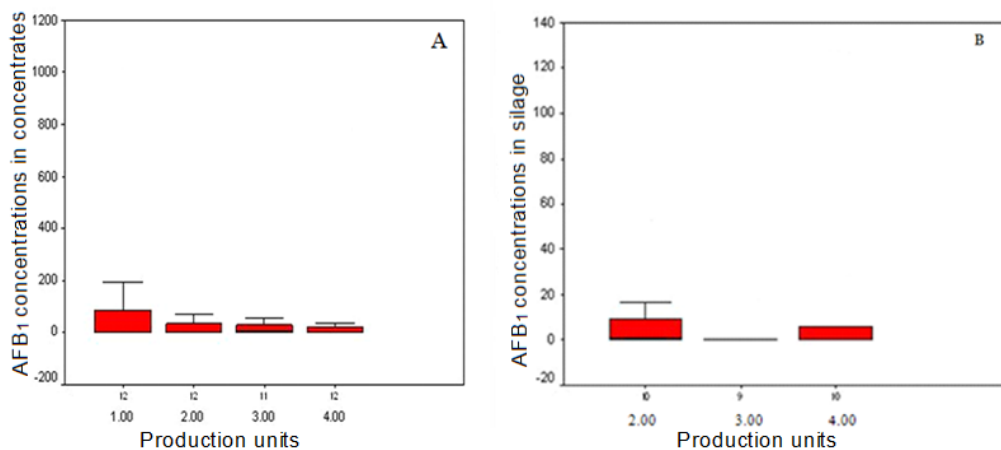 A
AFB₁ concentrations in concentrates
1200
1000
800
600
400
200
0
-200
12 12 11 12
1.00 2.00 3.00 4.00
Production units
B
AFB₁ concentrations in silage
140
120
100
80
60
40
20
0
-20
10 9 10
2.00 3.00 4.00
Production units